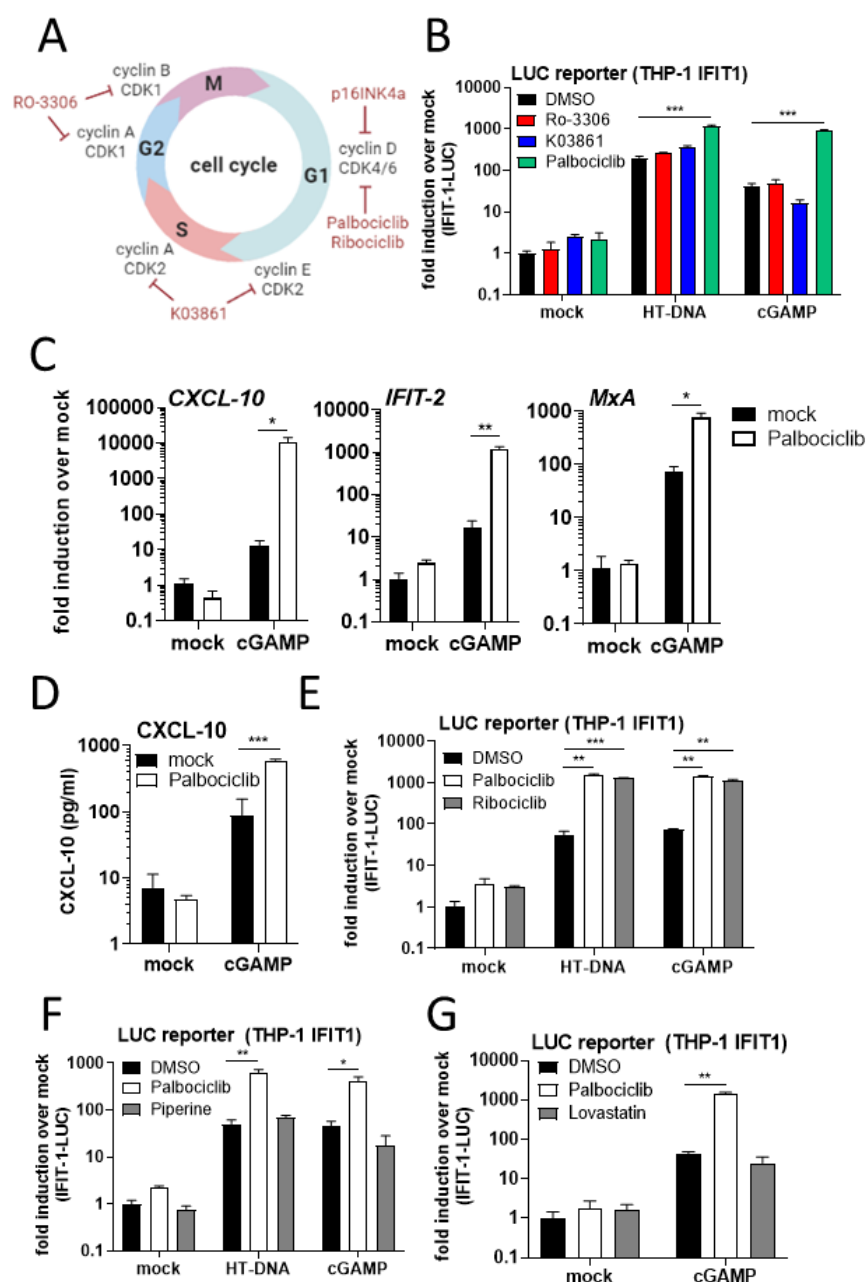 A
cyclin B
CDK1
RO-3306
cyclin A
CDK1
M
G2
G1
S
cell cycle
p16INK4a
cyclin D
CDK4/6
Palbociclib
Ribociclib
cyclin A
CDK2
cyclin E
CDK2
K03861
B
LUC reporter (THP-1 IFIT1)
fold induction over mock
(IFIT-1-LUC)
10000
1000
100
10
1
0.1
DMSO
Ro-3306
K03861
Palbociclib
***
***
mock
HT-DNA
cGAMP
C
fold induction over mock
CXCL-10
100000
10000
1000
100
10
1
0.1
*
mock
cGAMP
IFIT-2
10000
1000
100
10
1
0.1
**
mock
cGAMP
MxA
1000
100
10
1
0.1
*
mock
cGAMP
mock
Palbociclib
D
CXCL-10
CXCL-10 (pg/ml)
1000
100
10
1
mock
Palbociclib
***
mock
cGAMP
E
LUC reporter (THP-1 IFIT1)
fold induction over mock
(IFIT-1-LUC)
10000
1000
100
10
1
0.1
DMSO
Palbociclib
Ribociclib
***
**
**
**
mock
HT-DNA
cGAMP
F
LUC reporter (THP-1 IFIT1)
fold induction over mock
(IFIT-1-LUC)
1000
100
10
1
0.1
DMSO
Palbociclib
Piperine
**
*
mock
HT-DNA
cGAMP
G
LUC reporter (THP-1 IFIT1)
fold induction over mock
(IFIT-1-LUC)
10000
1000
100
10
1
0.1
DMSO
Palbociclib
Lovastatin
**
mock
cGAMP